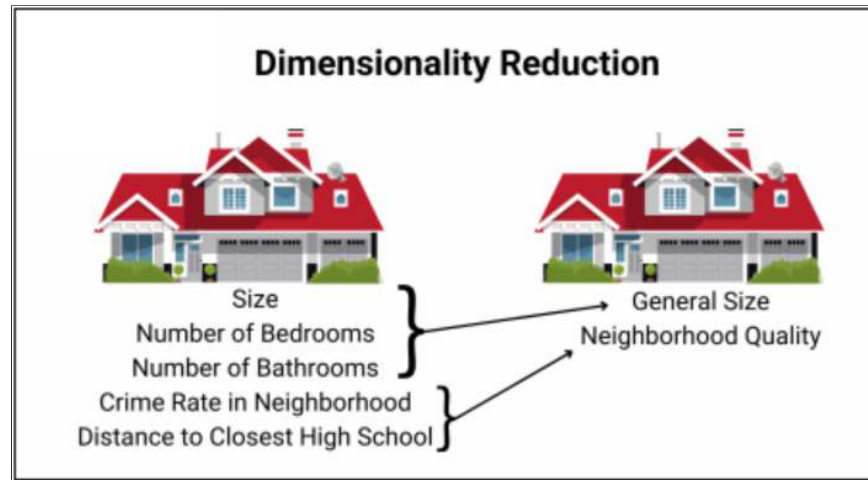 Dimensionality Reduction
Size
Number of Bedrooms
Number of Bathrooms
Crime Rate in Neighborhood
Distance to Closest High School
General Size
Neighborhood Quality